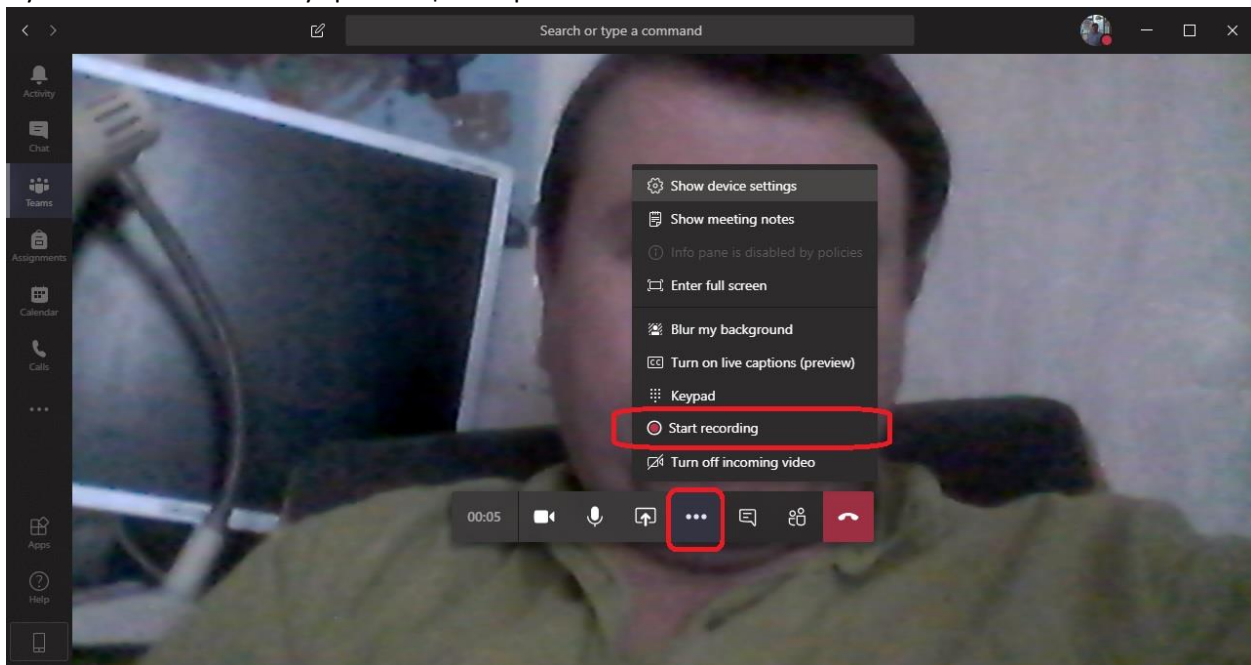 Search or type a command
Activity
Chat
Teams
Assignments
Calendar
Calls
Apps
Help
Show device settings
Show meeting notes
Info pane is disabled by policies
Enter full screen
Blur my background
CC Turn on live captions (preview)
Keypad
Start recording
Turn off incoming video
00:05